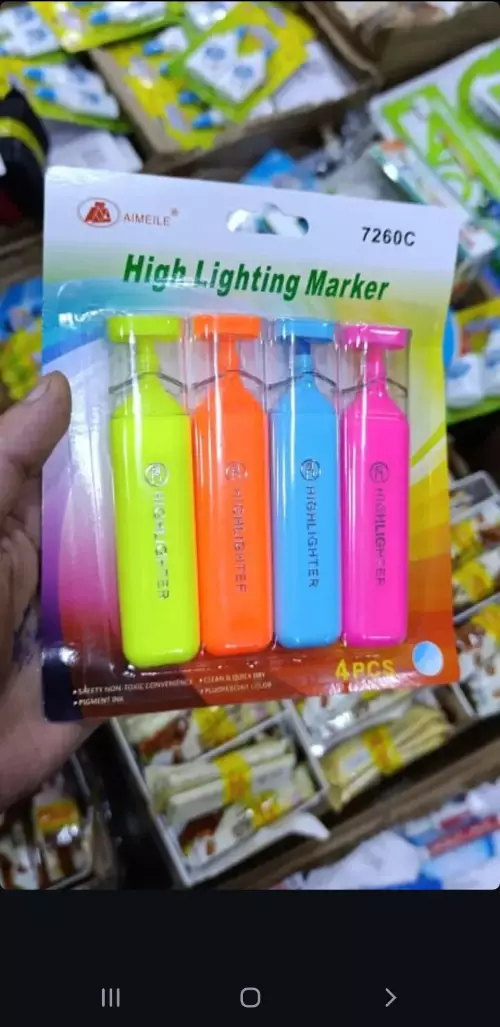 AIMEILE®
7260C
High Lighting Marker
HIGHLIGHTER
HIGHLIGHTER
HIGHLIGHTER
HIGHLIGHTER
4PCS
SAFETY NON-TOXIC CONVENIENCE
CLEAN & QUICK DRY
PIGMENT INK
FLUORESCENT COLOR